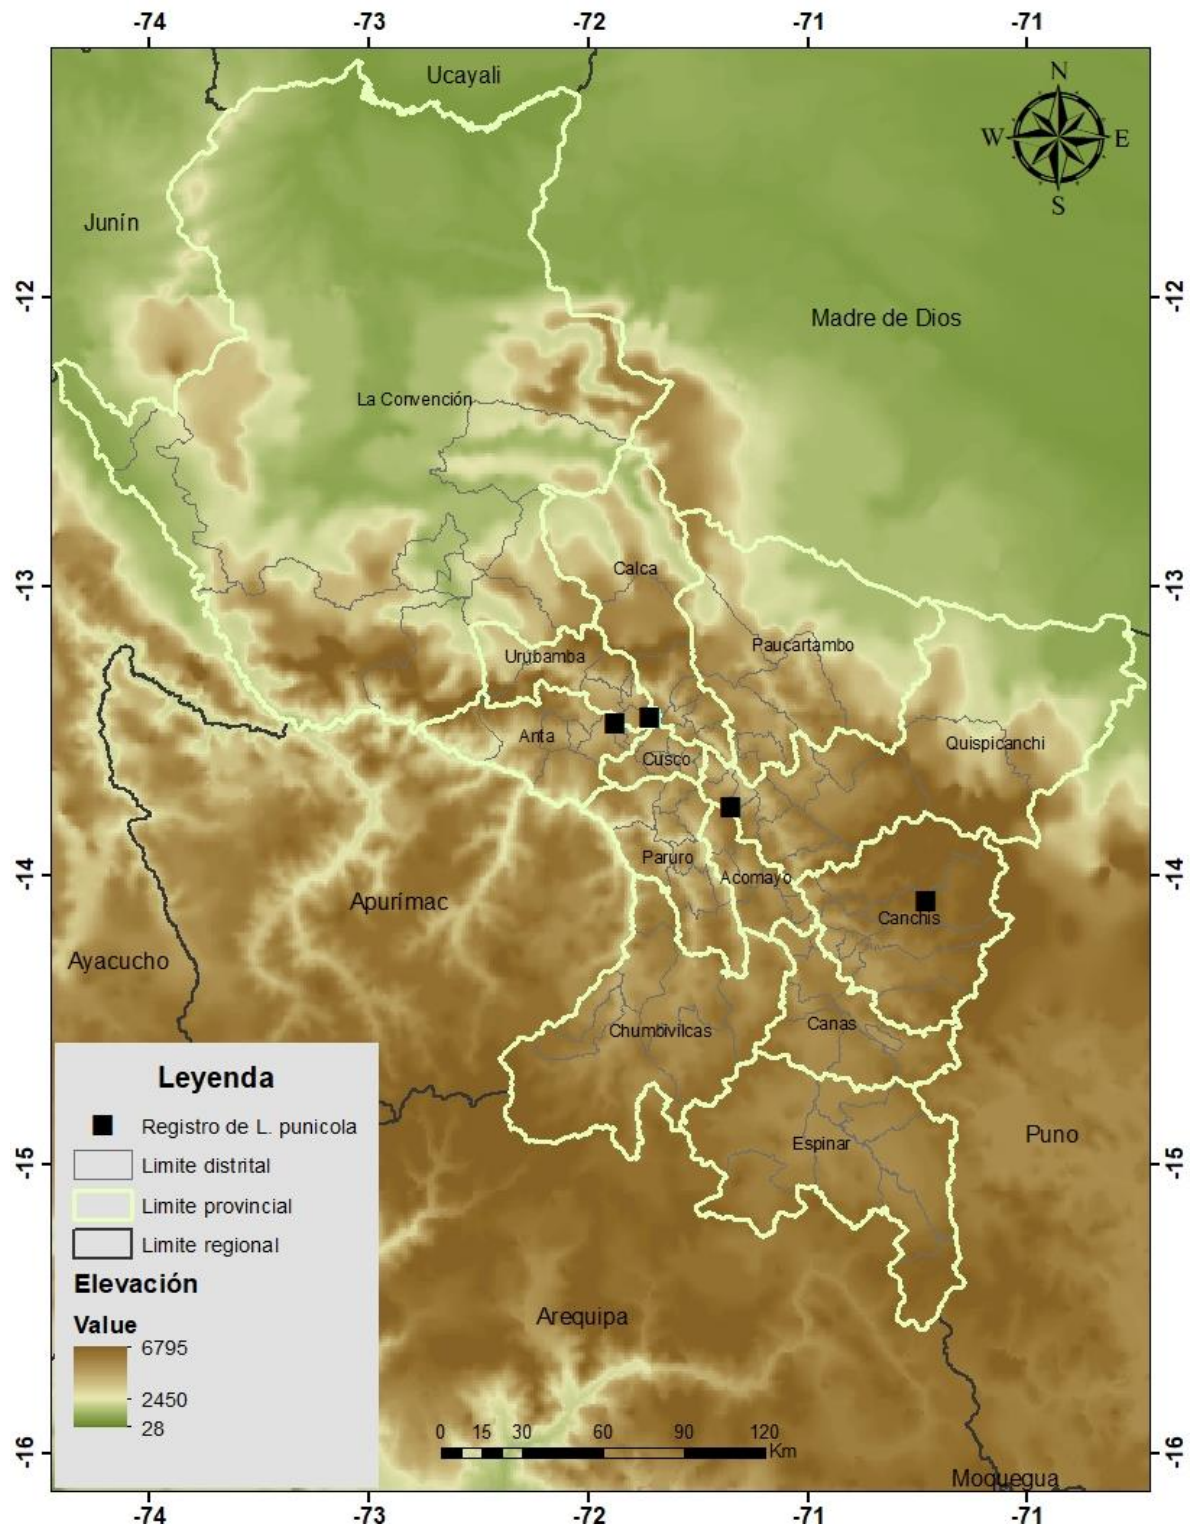 -74 -73 -72 -71 -71
Ucayali
N
W E
S
Junín
-12 -12
Madre de Dios
La Convención
Calca
-13 -13
Paucartambo
Urubamba
Anta
Quispicanchi
Cusco
Paruro
-14 -14
Acomayo
Apurímac
Canchis
Ayacucho
Chumbivilcas
Canas
Leyenda
Registro de L. punicola
Limite distrital
Limite provincial
Limite regional
Puno
Espinar
-15 -15
Elevación
Value
6795
2450
28
Arequipa
0 15 30 60 90 120
Km
-16 -16
Moquegua
-74 -73 -72 -71 -71